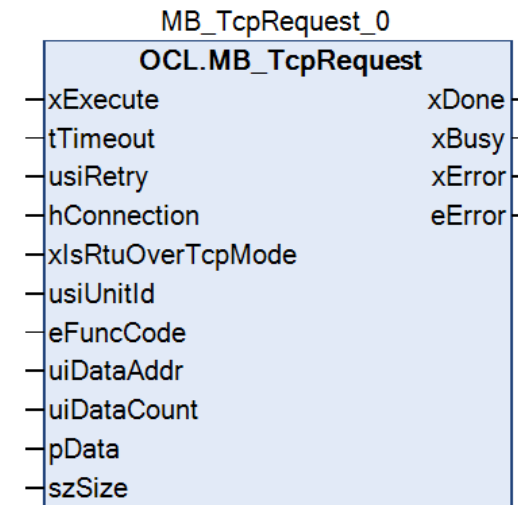 MB_TcpRequest_0
OCL.MB_TcpRequest
xExecute xDone
tTimeout xBusy
usiRetry xError
hConnection eError
xIsRtuOverTcpMode
usiUnitId
eFuncCode
uiDataAddr
uiDataCount
pData
szSize